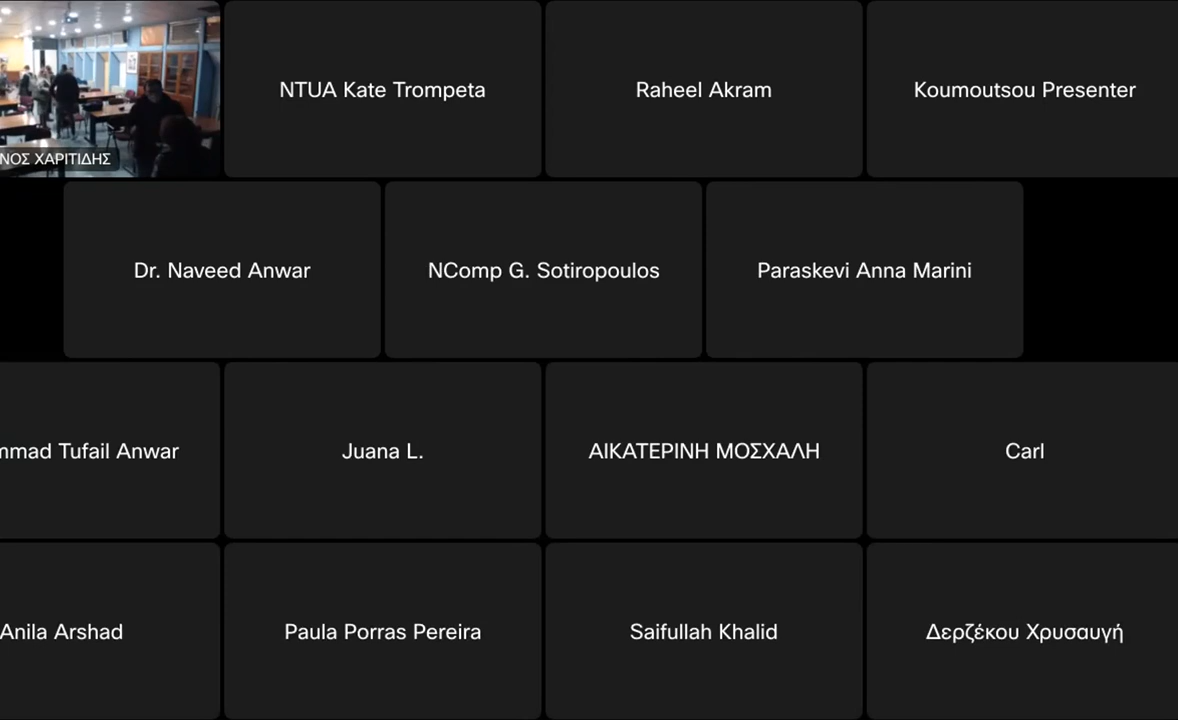 ΝΟΣ ΧΑΡΙΤΙΔΗΣ
NTUA Kate Trompeta
Raheel Akram
Koumoutsou Presenter
Dr. Naveed Anwar
NComp G. Sotiropoulos
Paraskevi Anna Marini
mmad Tufail Anwar
Juana L.
ΑΙΚΑΤΕΡΙΝΗ ΜΟΣΧΑΛΗ
Carl
Anila Arshad
Paula Porras Pereira
Saifullah Khalid
Δερζέκου Χρυσαυγή